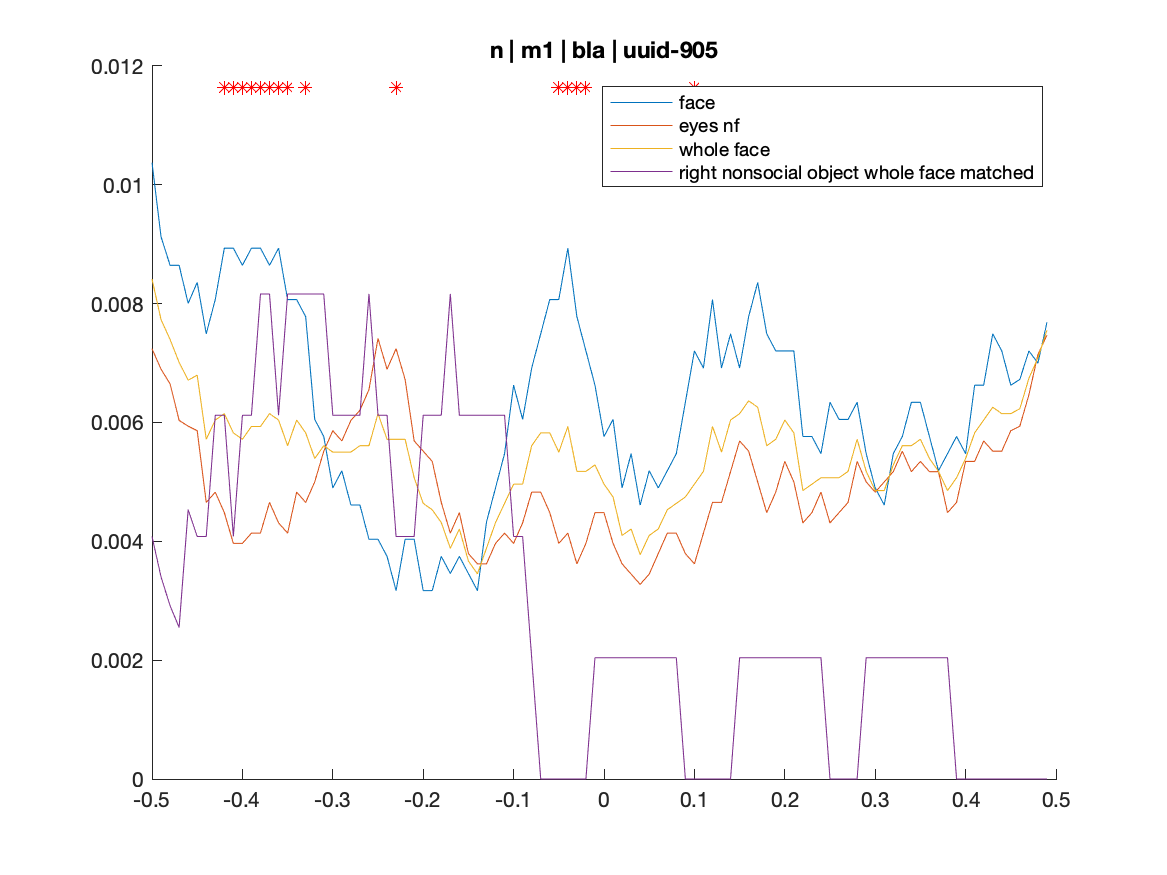 n | m1 | bla | uuid-905
0.012
0.01
0.008
0.006
0.004
0.002
0
face
eyes nf
whole face
right nonsocial object whole face matched
-0.5 -0.4 -0.3 -0.2 -0.1 0 0.1 0.2 0.3 0.4 0.5